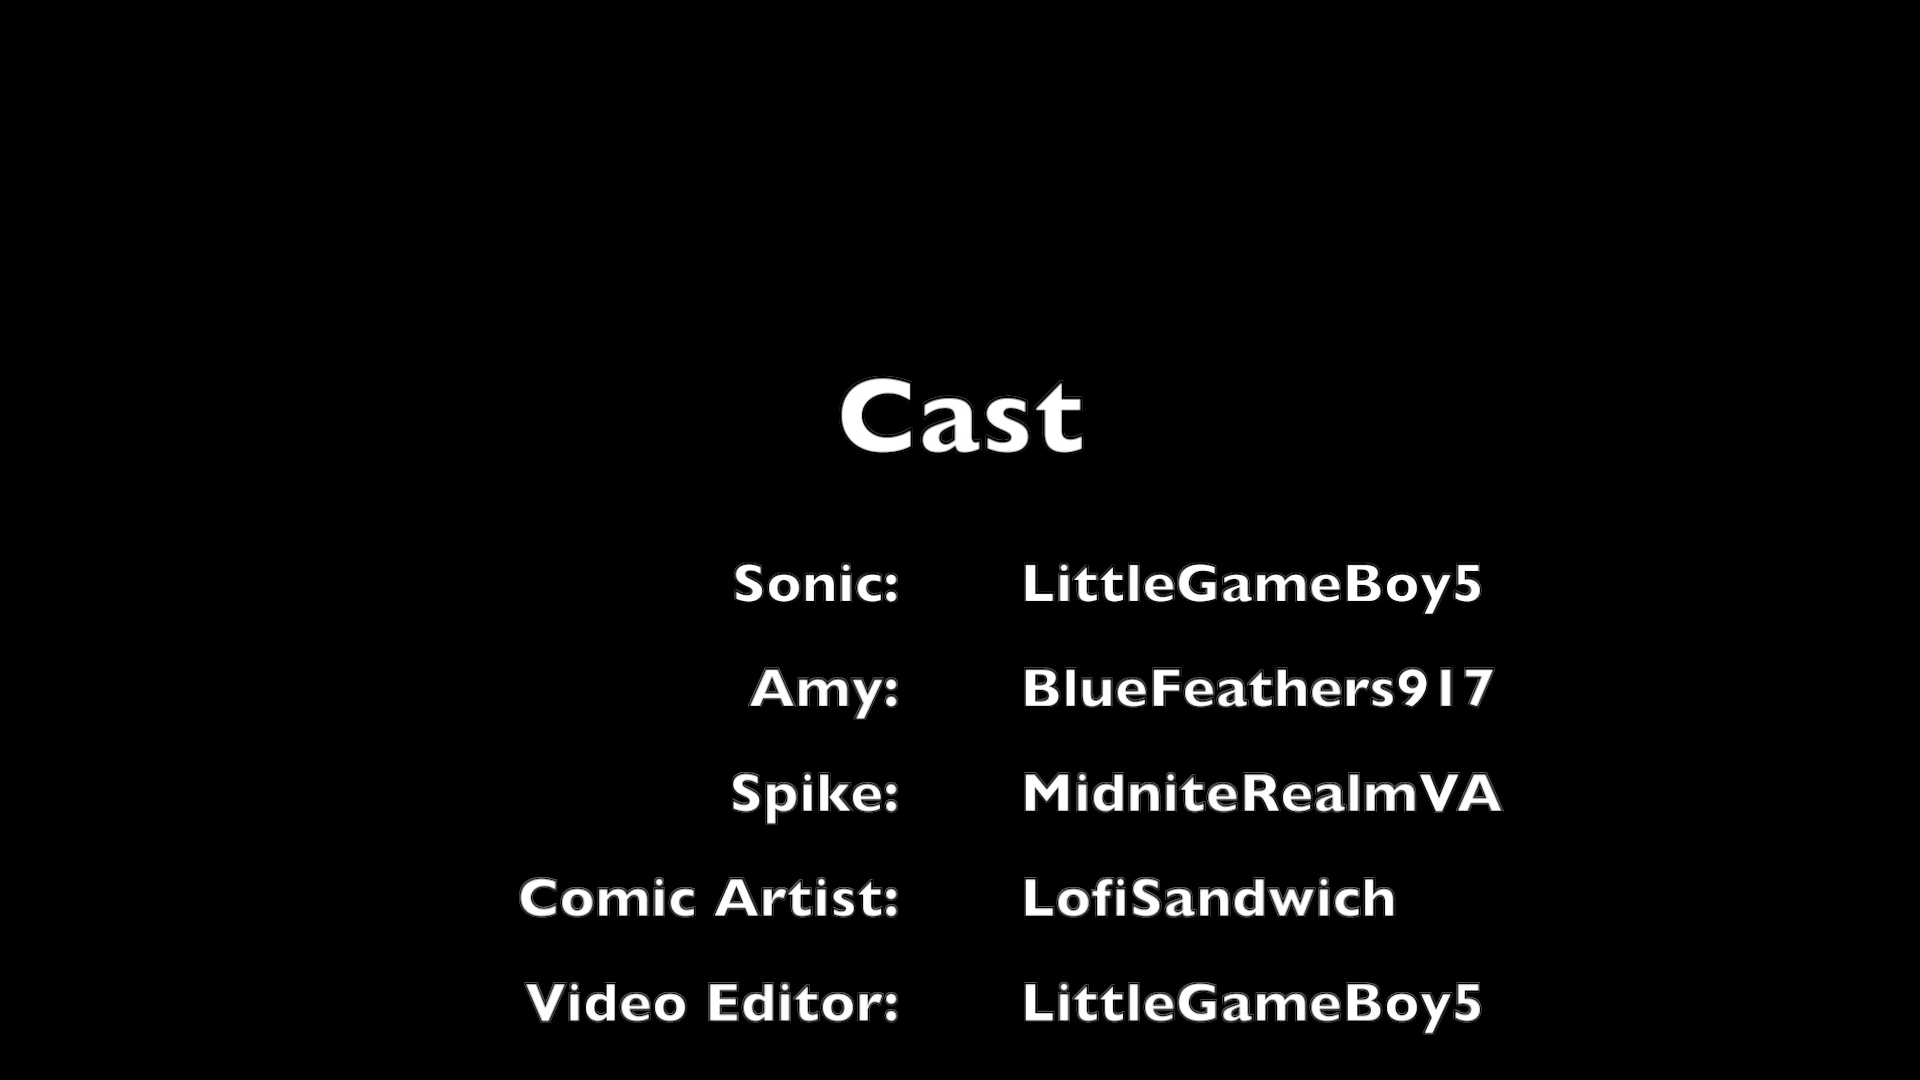 Cast
Sonic: LittleGameBoy5
Amy: BlueFeathers917
Spike: MidniteRealmVA
Comic Artist: LofiSandwich
Video Editor: LittleGameBoy5